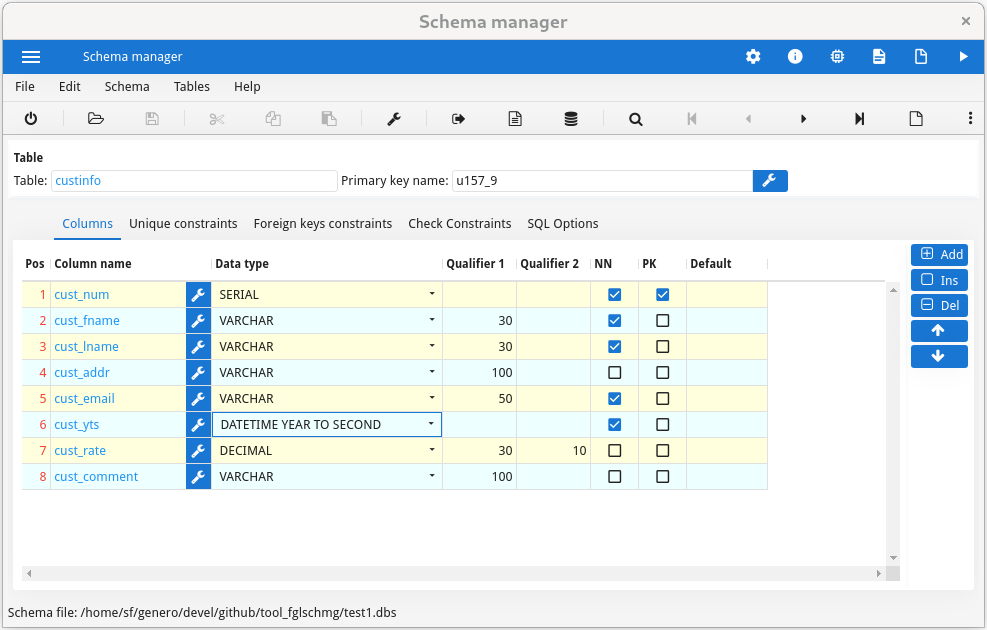 Schema manager
Schema manager
File Edit Schema Tables Help
Table
Table: custinfo Primary key name: u157_9
Columns Unique constraints Foreign keys constraints Check Constraints SQL Options
Pos Column name Data type Qualifier 1 Qualifier 2 NN PK Default
1 cust_num SERIAL
2 cust_fname VARCHAR 30
3 cust_lname VARCHAR 30
4 cust_addr VARCHAR 100
5 cust_email VARCHAR 50
6 cust_yts DATETIME YEAR TO SECOND
7 cust_rate DECIMAL 30 10
8 cust_comment VARCHAR 100
Add
Ins
Del
Schema file: /home/sf/genero/devel/github/tool_fglschmg/test1.dbs